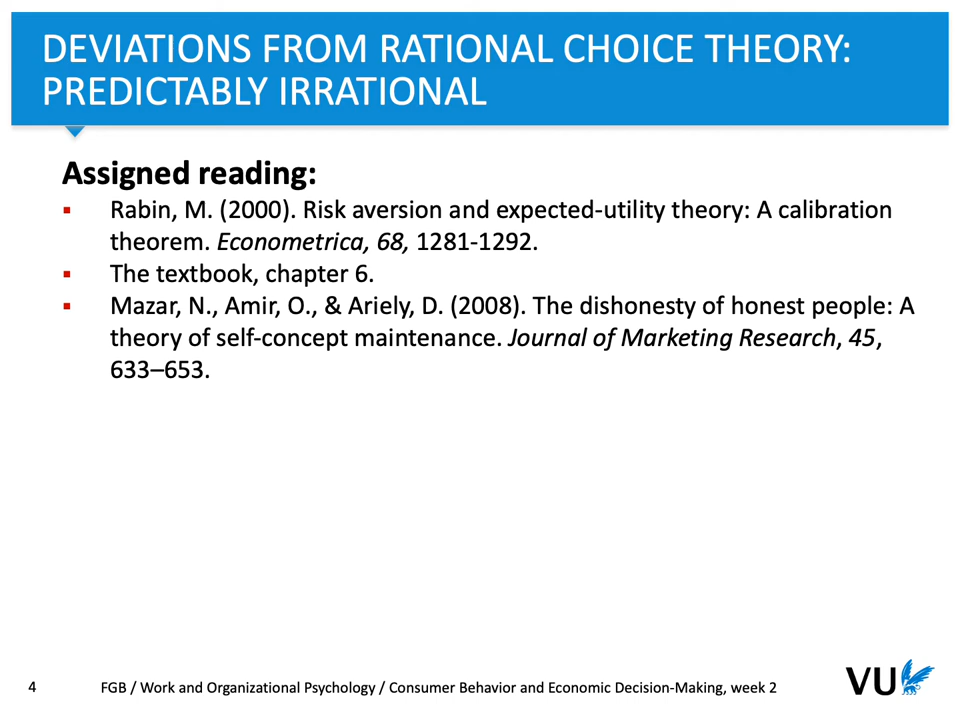 DEVIATIONS FROM RATIONAL CHOICE THEORY:
PREDICTABLY IRRATIONAL
Assigned reading:
▪ Rabin, M. (2000). Risk aversion and expected-utility theory: A calibration
theorem. Econometrica, 68, 1281-1292.
▪ The textbook, chapter 6.
▪ Mazar, N., Amir, O., & Ariely, D. (2008). The dishonesty of honest people: A
theory of self-concept maintenance. Journal of Marketing Research, 45,
633–653.
4 FGB / Work and Organizational Psychology / Consumer Behavior and Economic Decision-Making, week 2
VU